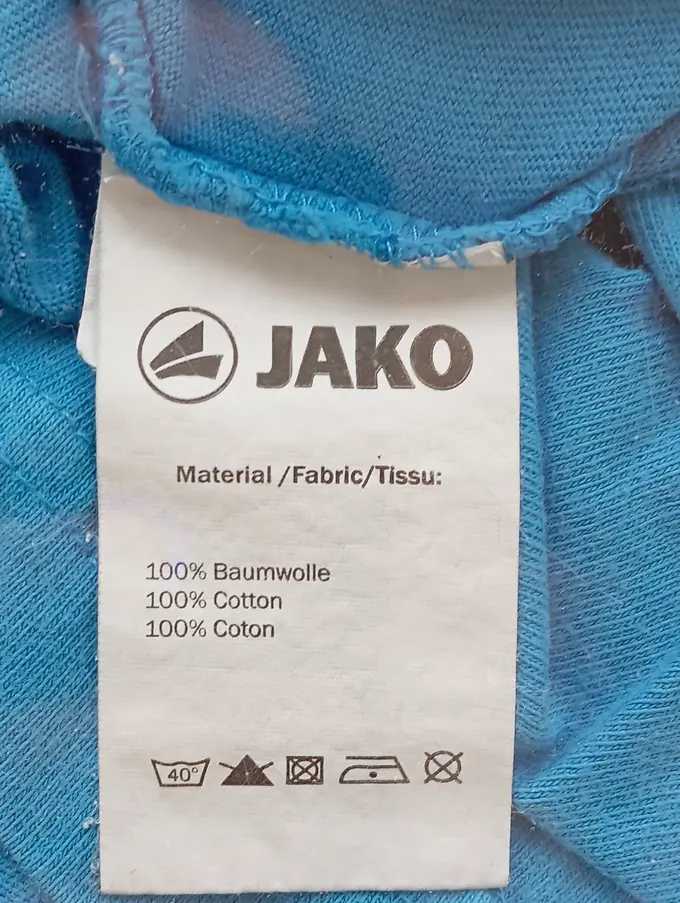 JAKO
Material /Fabric/Tissu:
100% Baumwolle
100% Cotton
100% Coton
40°